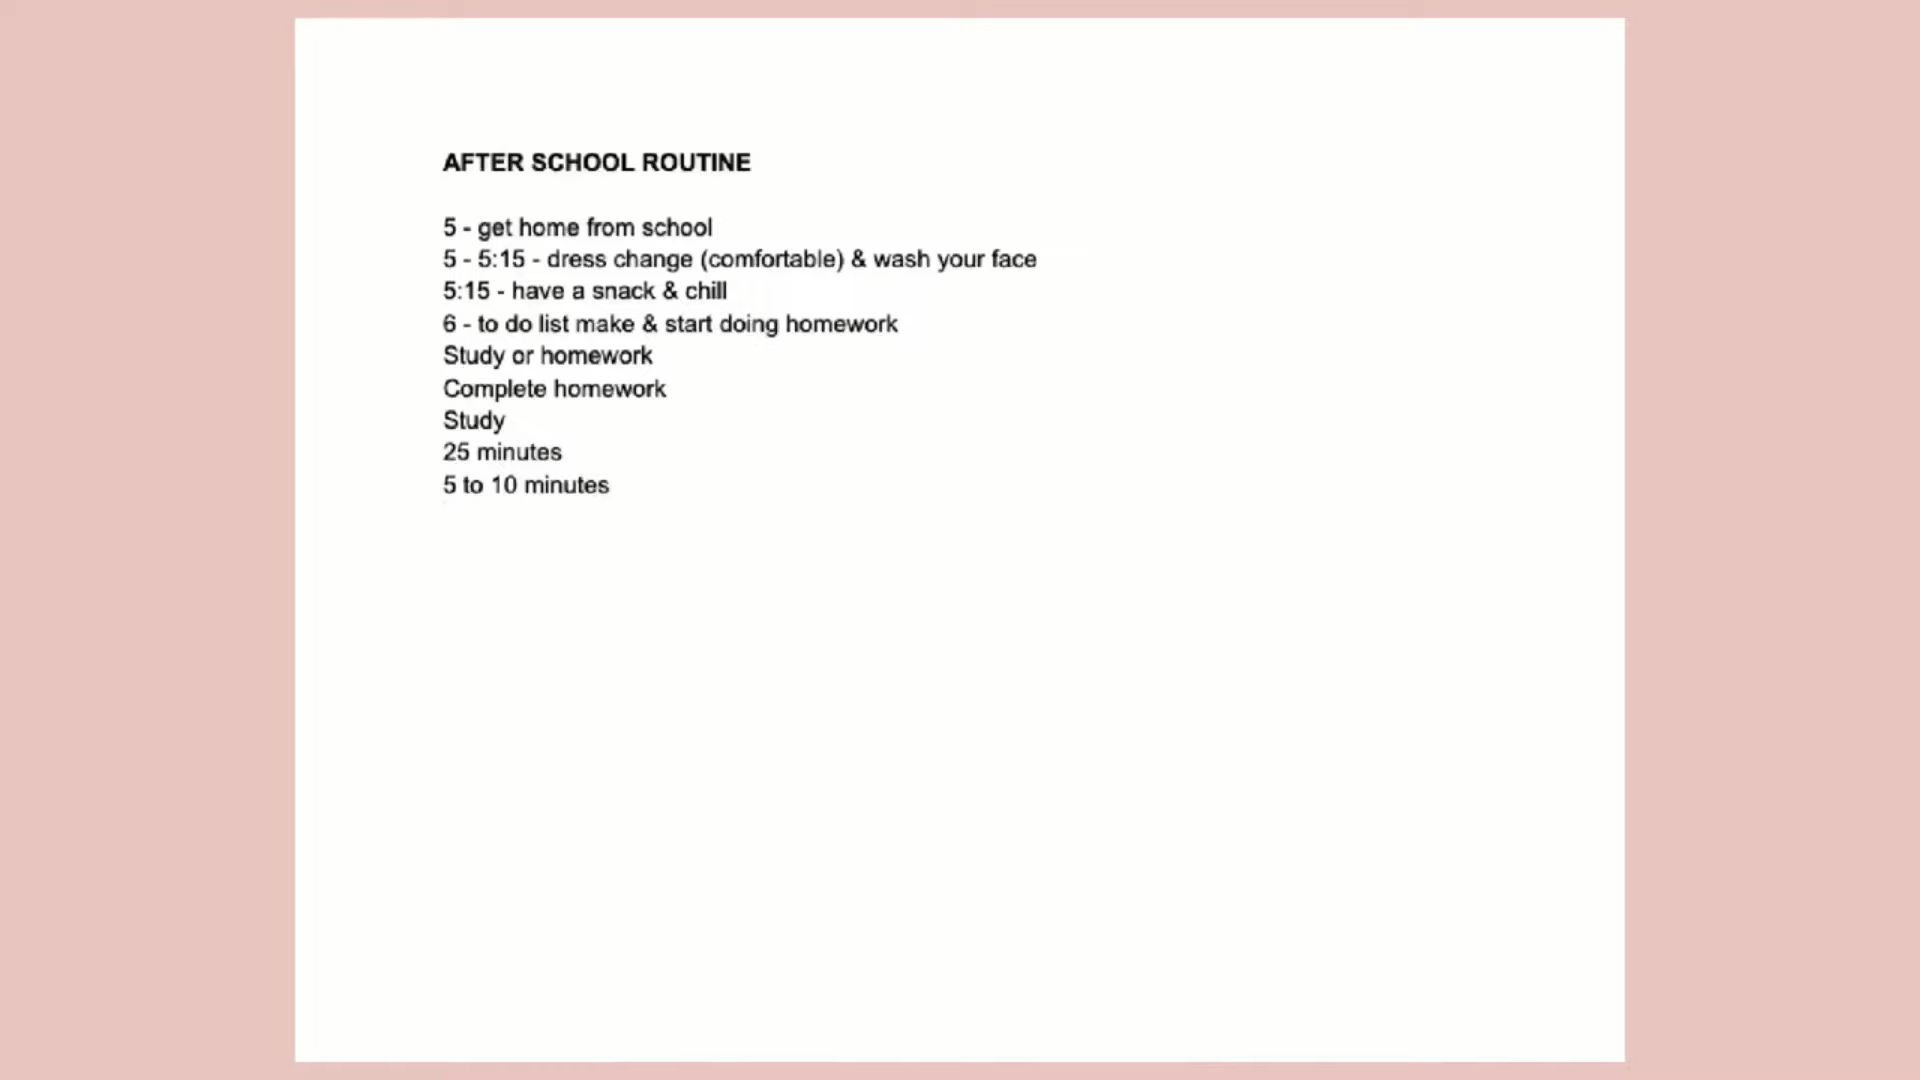 AFTER SCHOOL ROUTINE
5 - get home from school
5 - 5:15 - dress change (comfortable) & wash your face
5:15 - have a snack & chill
6 - to do list make & start doing homework
Study or homework
Complete homework
Study
25 minutes
5 to 10 minutes